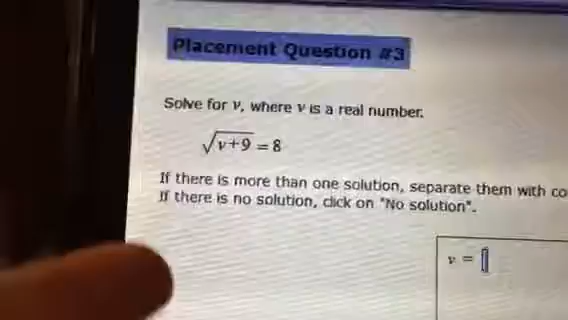 Placement Question #3
Solve for v, where v is a real number.
√v+9 = 8
If there is more than one solution, separate them with co
If there is no solution, click on "No solution".
v =